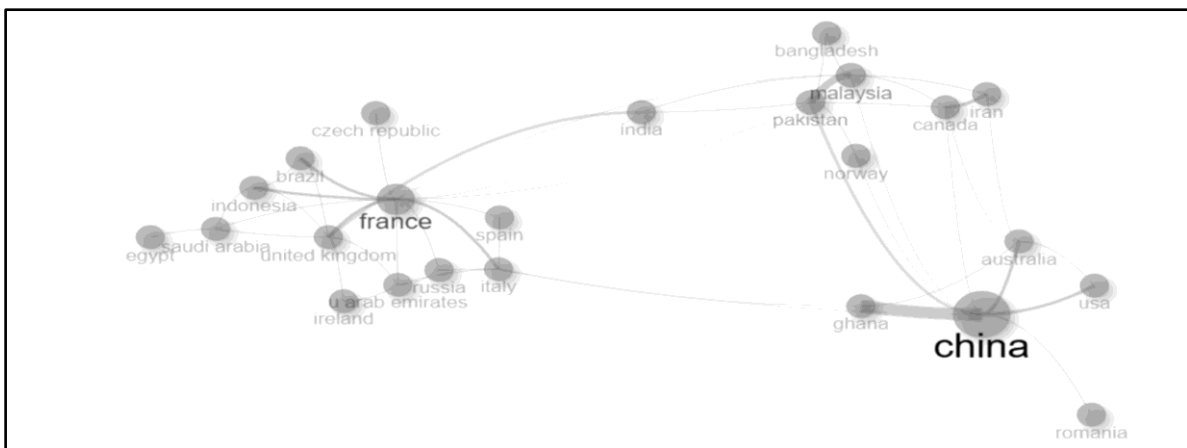 bangladesh
malaysia
iran
pakistan
canada
índia
czech republic
norway
brazil
indonesia
france
spain
egypt
saudi arabia
united kingdom
australia
russia
italy
u arab emirates
ireland
ghana
usa
china
romania